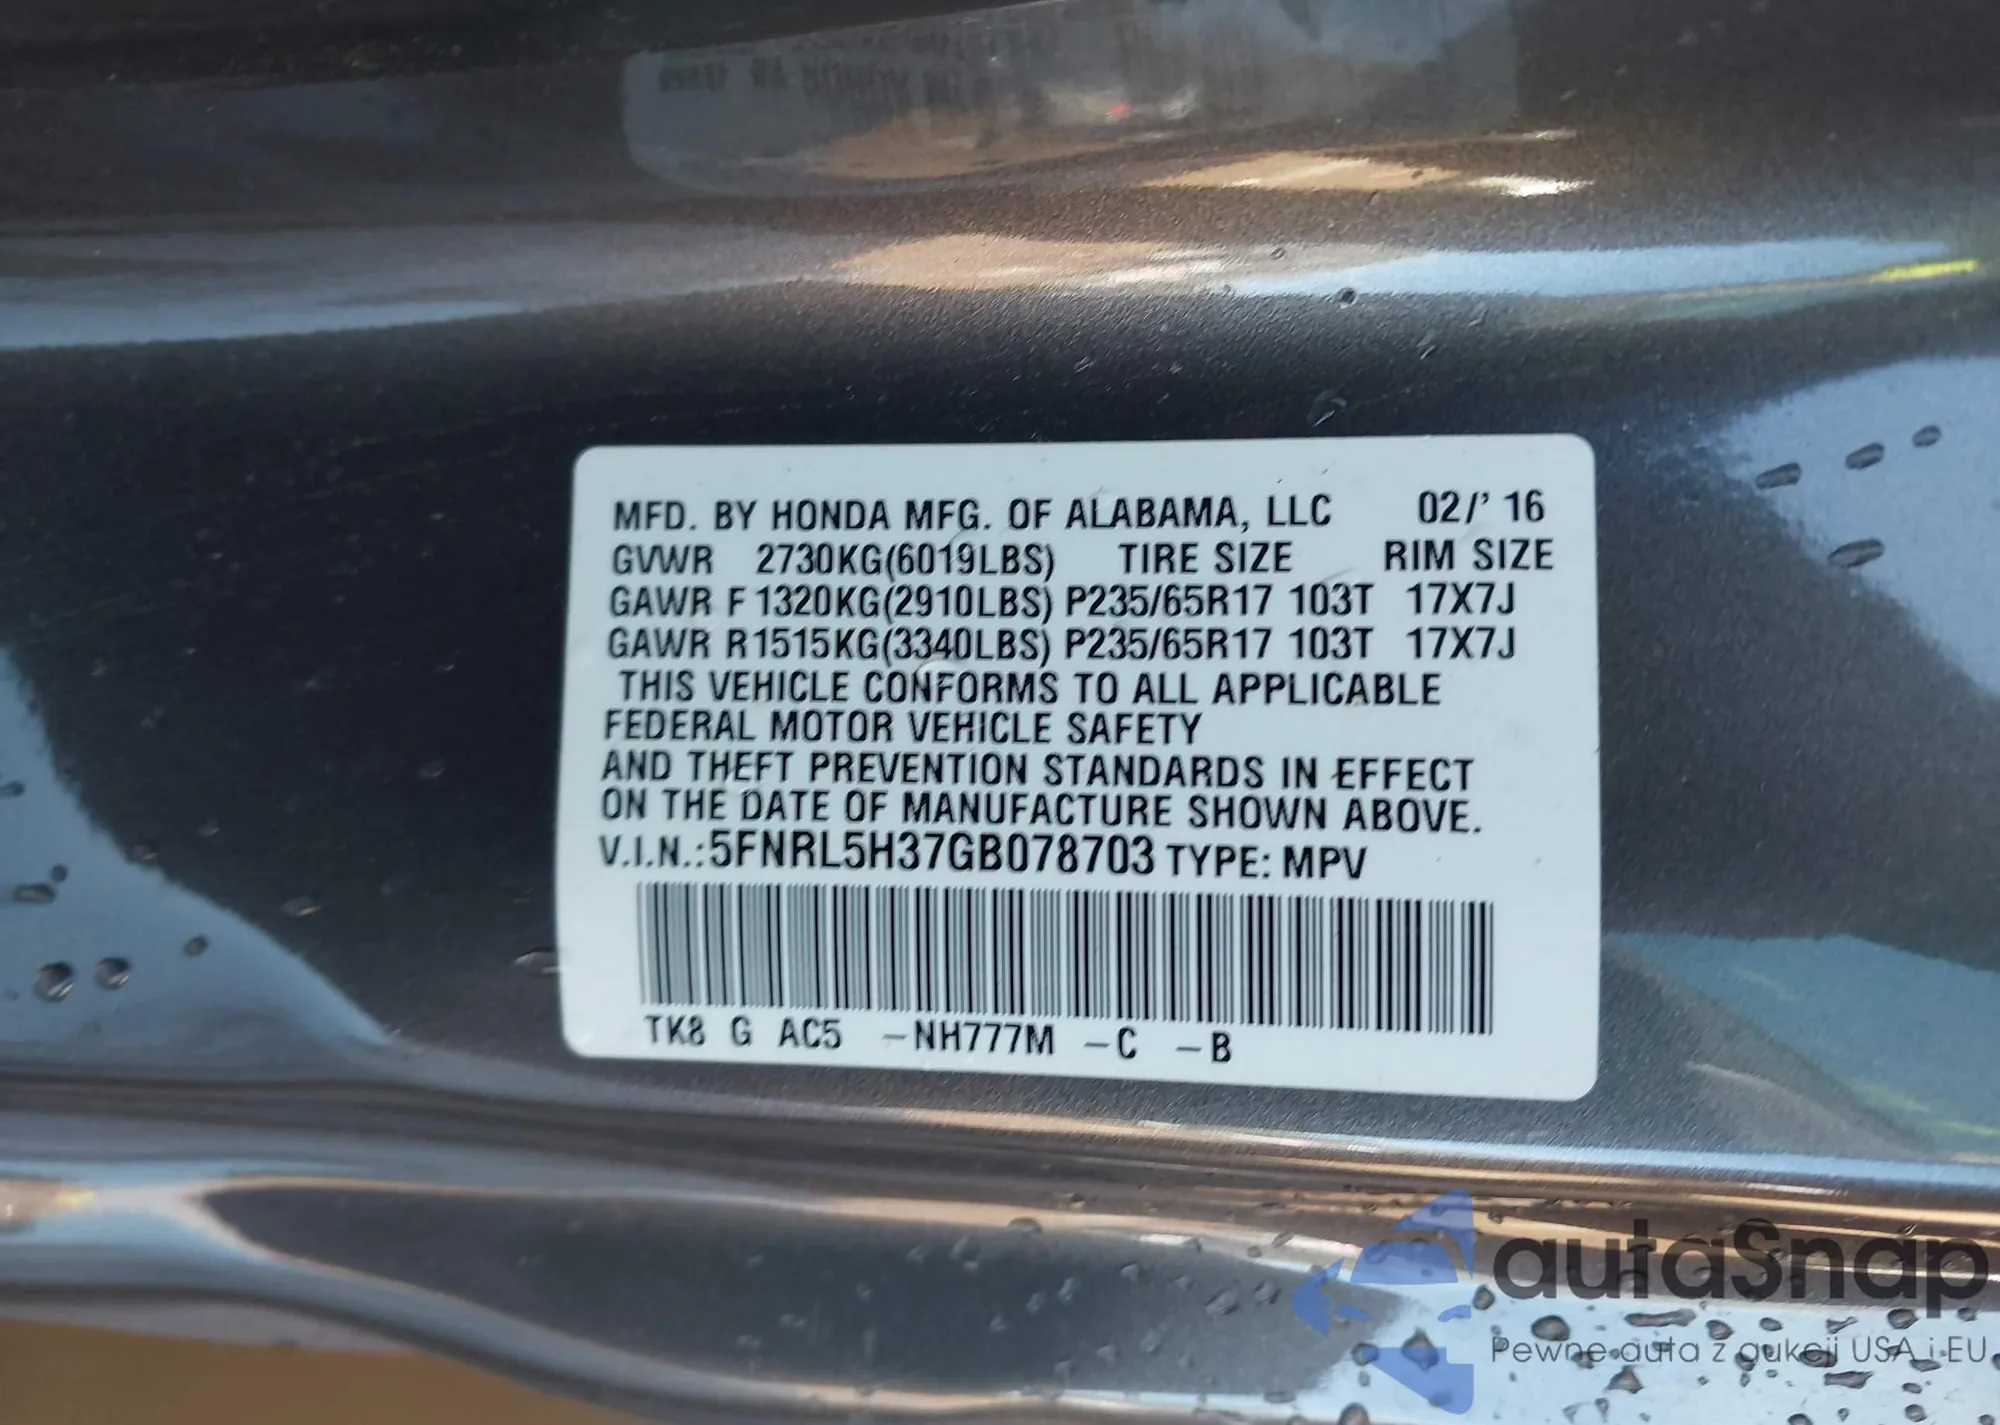 MFD. BY HONDA MFG. OF ALABAMA, LLC 02/' 16
GVWR 2730KG(6019LBS) TIRE SIZE RIM SIZE
GAWR F 1320KG(2910LBS) P235/65R17 103T 17X7J
GAWR R1515KG(3340LBS) P235/65R17 103T 17X7J
THIS VEHICLE CONFORMS TO ALL APPLICABLE
FEDERAL MOTOR VEHICLE SAFETY
AND THEFT PREVENTION STANDARDS IN EFFECT
ON THE DATE OF MANUFACTURE SHOWN ABOVE.
V.I.N.:5FNRL5H37GB078703 TYPE: MPV
TK8 G AC5 –NH777M –C –B
autaSnap
Pewne auta z aukcji USA i EU